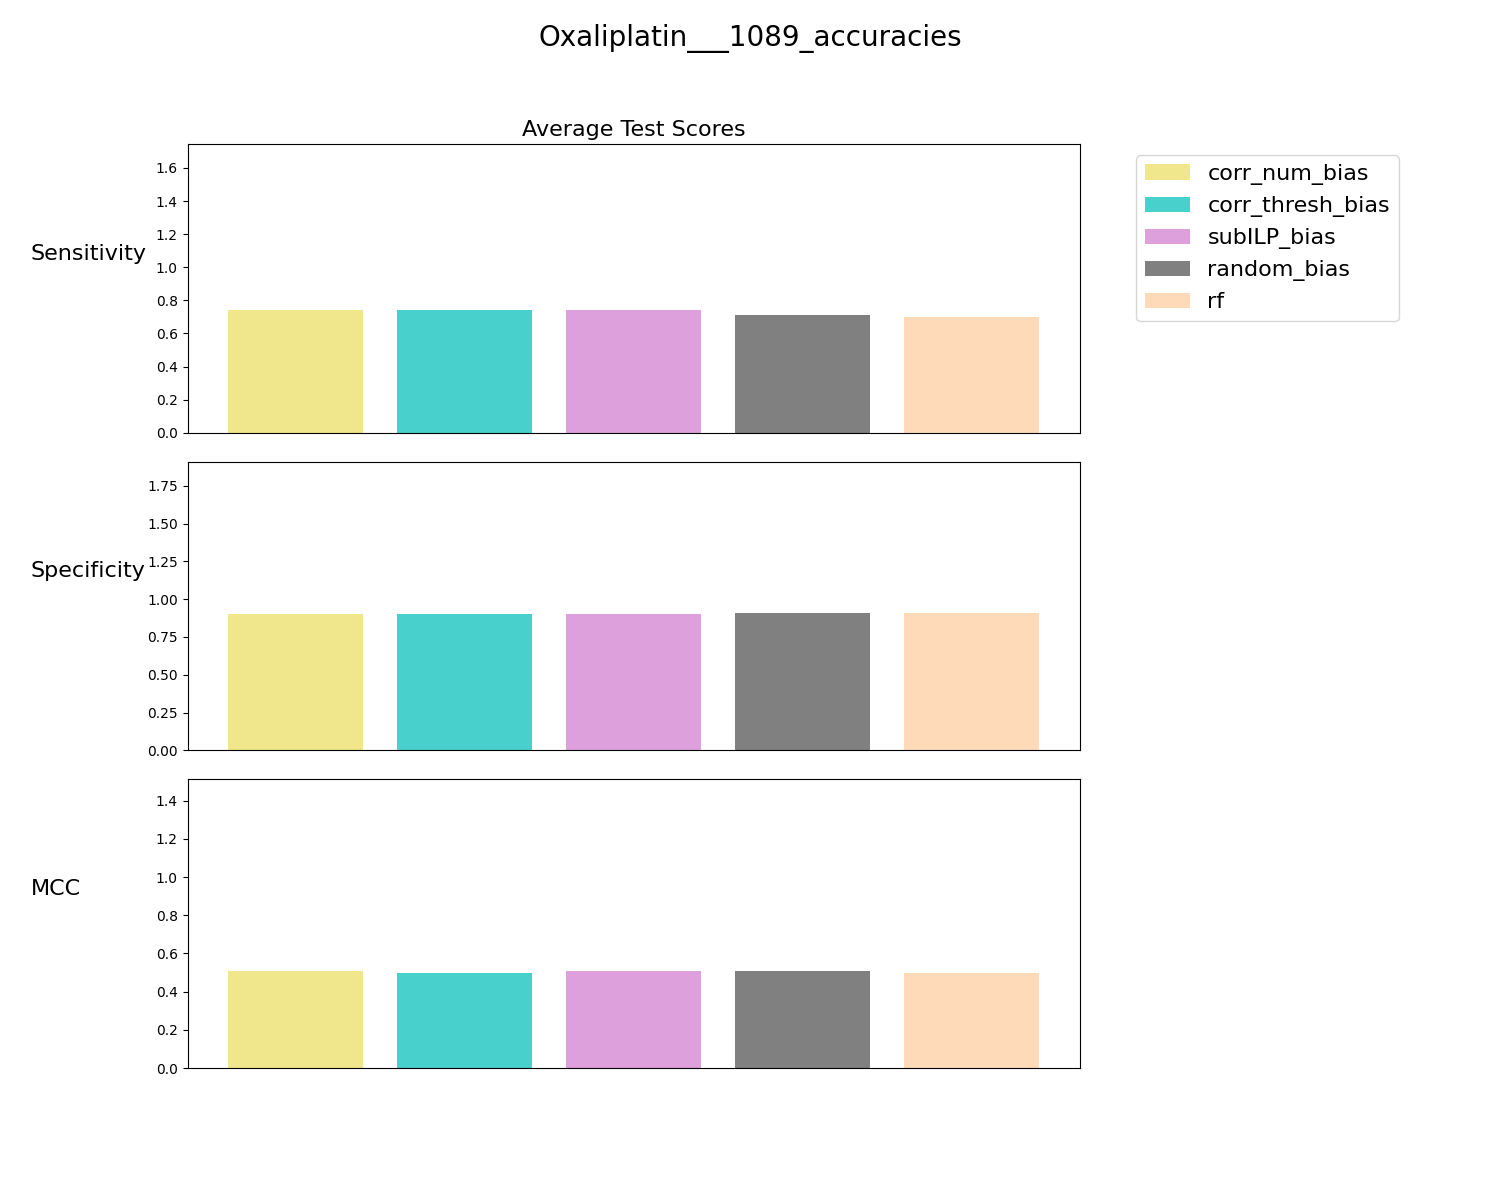 Oxaliplatin___1089_accuracies
Average Test Scores
Sensitivity
1.6
1.4
1.2
1.0
0.8
0.6
0.4
0.2
0.0
corr_num_bias
corr_thresh_bias
subILP_bias
random_bias
rf
Specificity
1.75
1.50
1.25
1.00
0.75
0.50
0.25
0.00
MCC
1.4
1.2
1.0
0.8
0.6
0.4
0.2
0.0